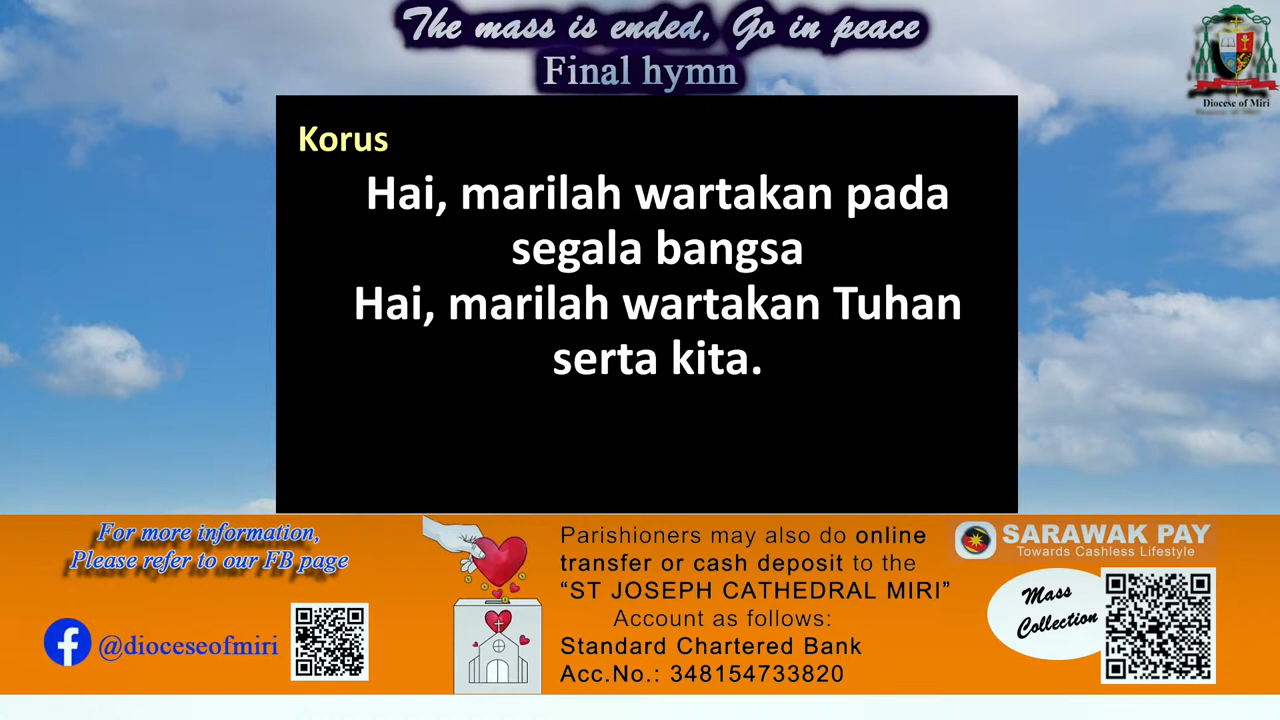 The mass is ended, Go in peace
Final hymn
Diocese of Miri
Korus
Hai, marilah wartakan pada
segala bangsa
Hai, marilah wartakan Tuhan
serta kita.
For more information,
Please refer to our FB page
@dioceseofmiri
Parishioners may also do online
transfer or cash deposit to the
“ST JOSEPH CATHEDRAL MIRI”
Account as follows:
Standard Chartered Bank
Acc.No.: 348154733820
SARAWAK PAY
Towards Cashless Lifestyle
Mass
Collection